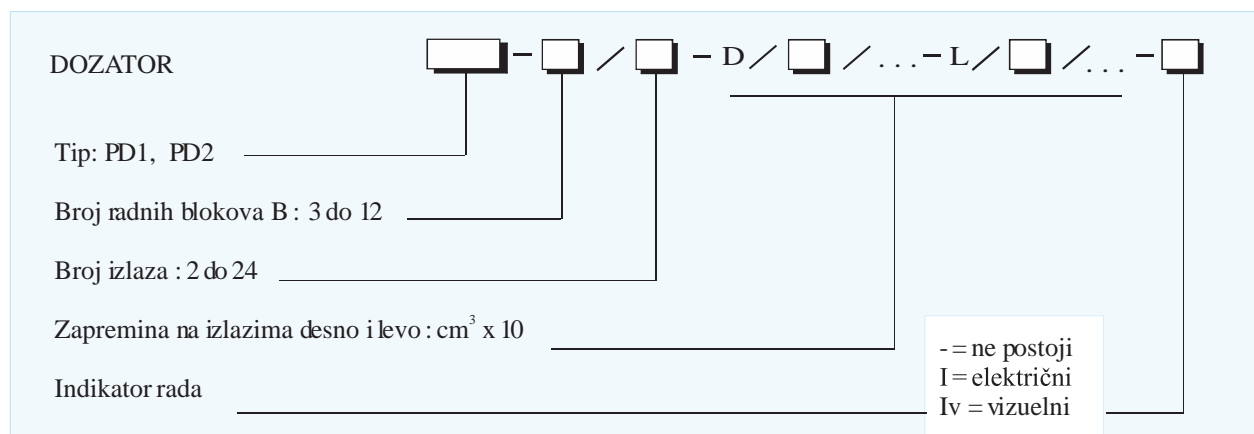 DOZATOR – / – D/ / . . . – L/ / . . . –
Tip: PD1, PD2
Broj radnih blokova B : 3 do 12
Broj izlaza : 2 do 24
Zapremina na izlazima desno i levo : cm³ x 10
Indikator rada
- = ne postoji
I = električni
Iv = vizuelni